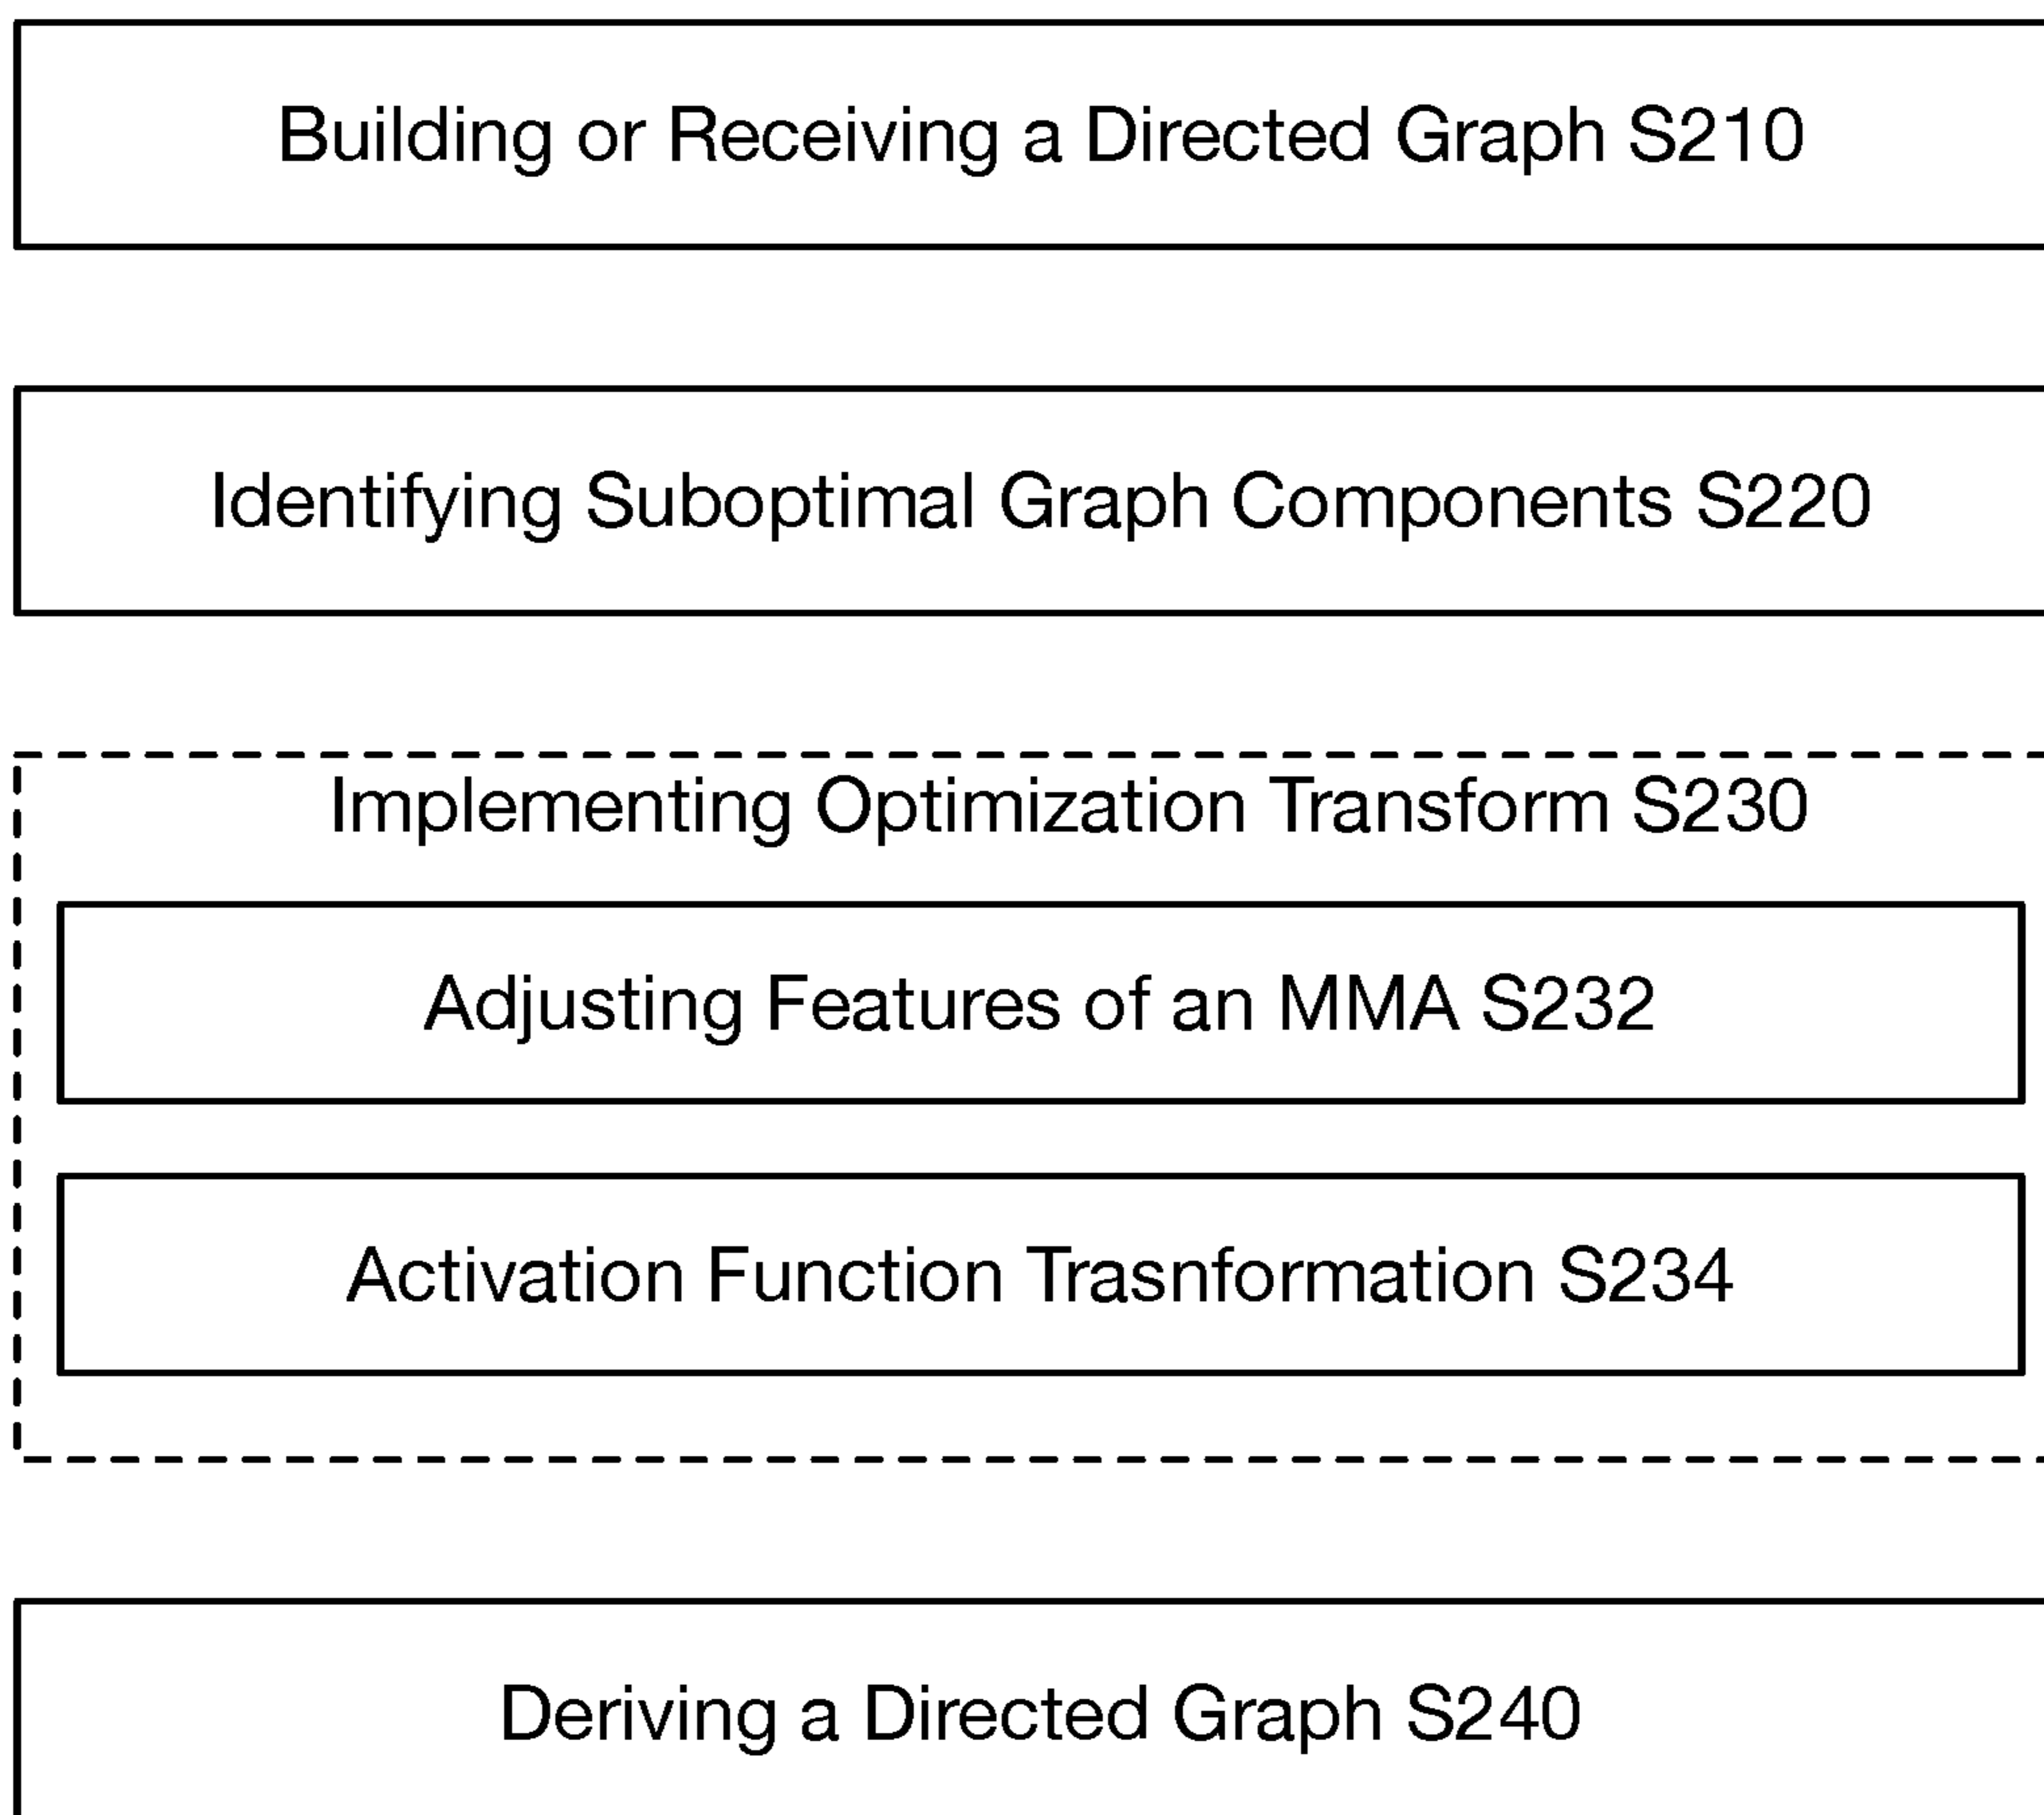 Building or Receiving a Directed Graph S210
Identifying Suboptimal Graph Components S220
Implementing Optimization Transform S230
Adjusting Features of an MMA S232
Activation Function Trasnformation S234
Deriving a Directed Graph S240